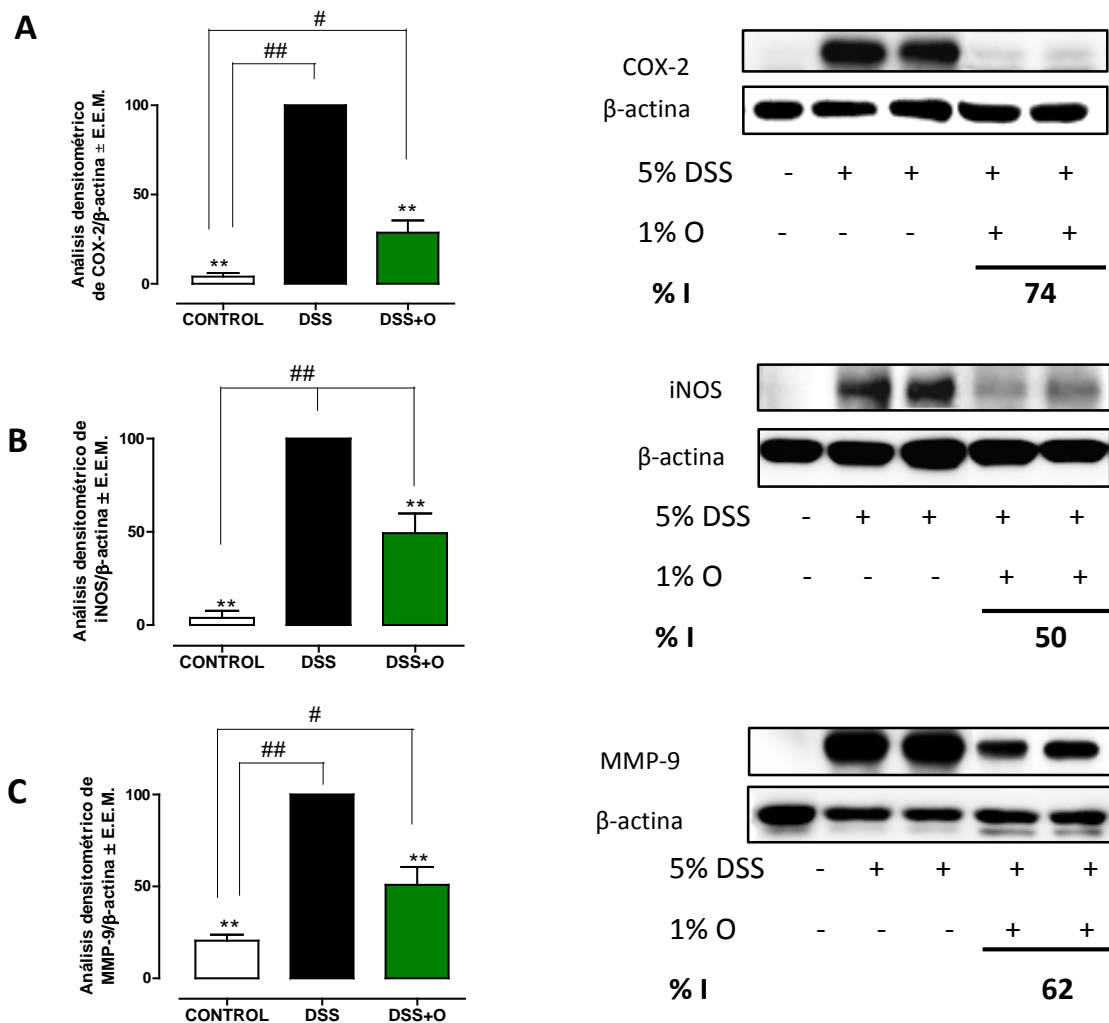 A
#
##
Análisis densitométrico
de COX-2/β-actina ± E.E.M.
100
50
0
**
**
CONTROL DSS DSS+O
COX-2
β-actina
5% DSS - + + + +
1% O - - - + +
% I 74
B
##
Análisis densitométrico de
iNOS/β-actina ± E.E.M.
100
50
0
**
**
CONTROL DSS DSS+O
iNOS
β-actina
5% DSS - + + + +
1% O - - - + +
% I 50
C
#
##
Análisis densitométrico de
MMP-9/β-actina ± E.E.M.
100
50
0
**
**
CONTROL DSS DSS+O
MMP-9
β-actina
5% DSS - + + + +
1% O - - - + +
% I 62